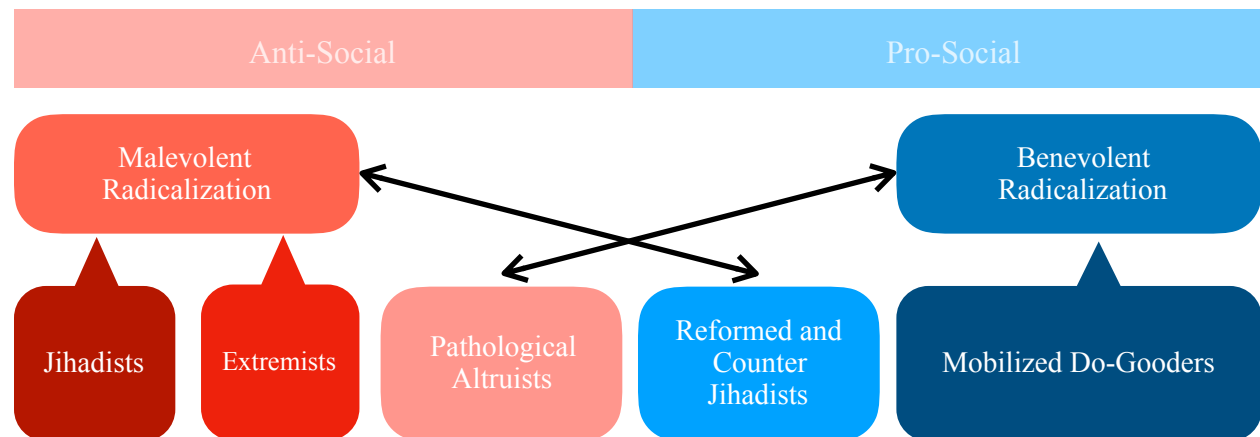 Anti-Social
Pro-Social
Malevolent
Radicalization
Benevolent
Radicalization
Jihadists
Extremists
Pathological
Altruists
Reformed and
Counter
Jihadists
Mobilized Do-Gooders